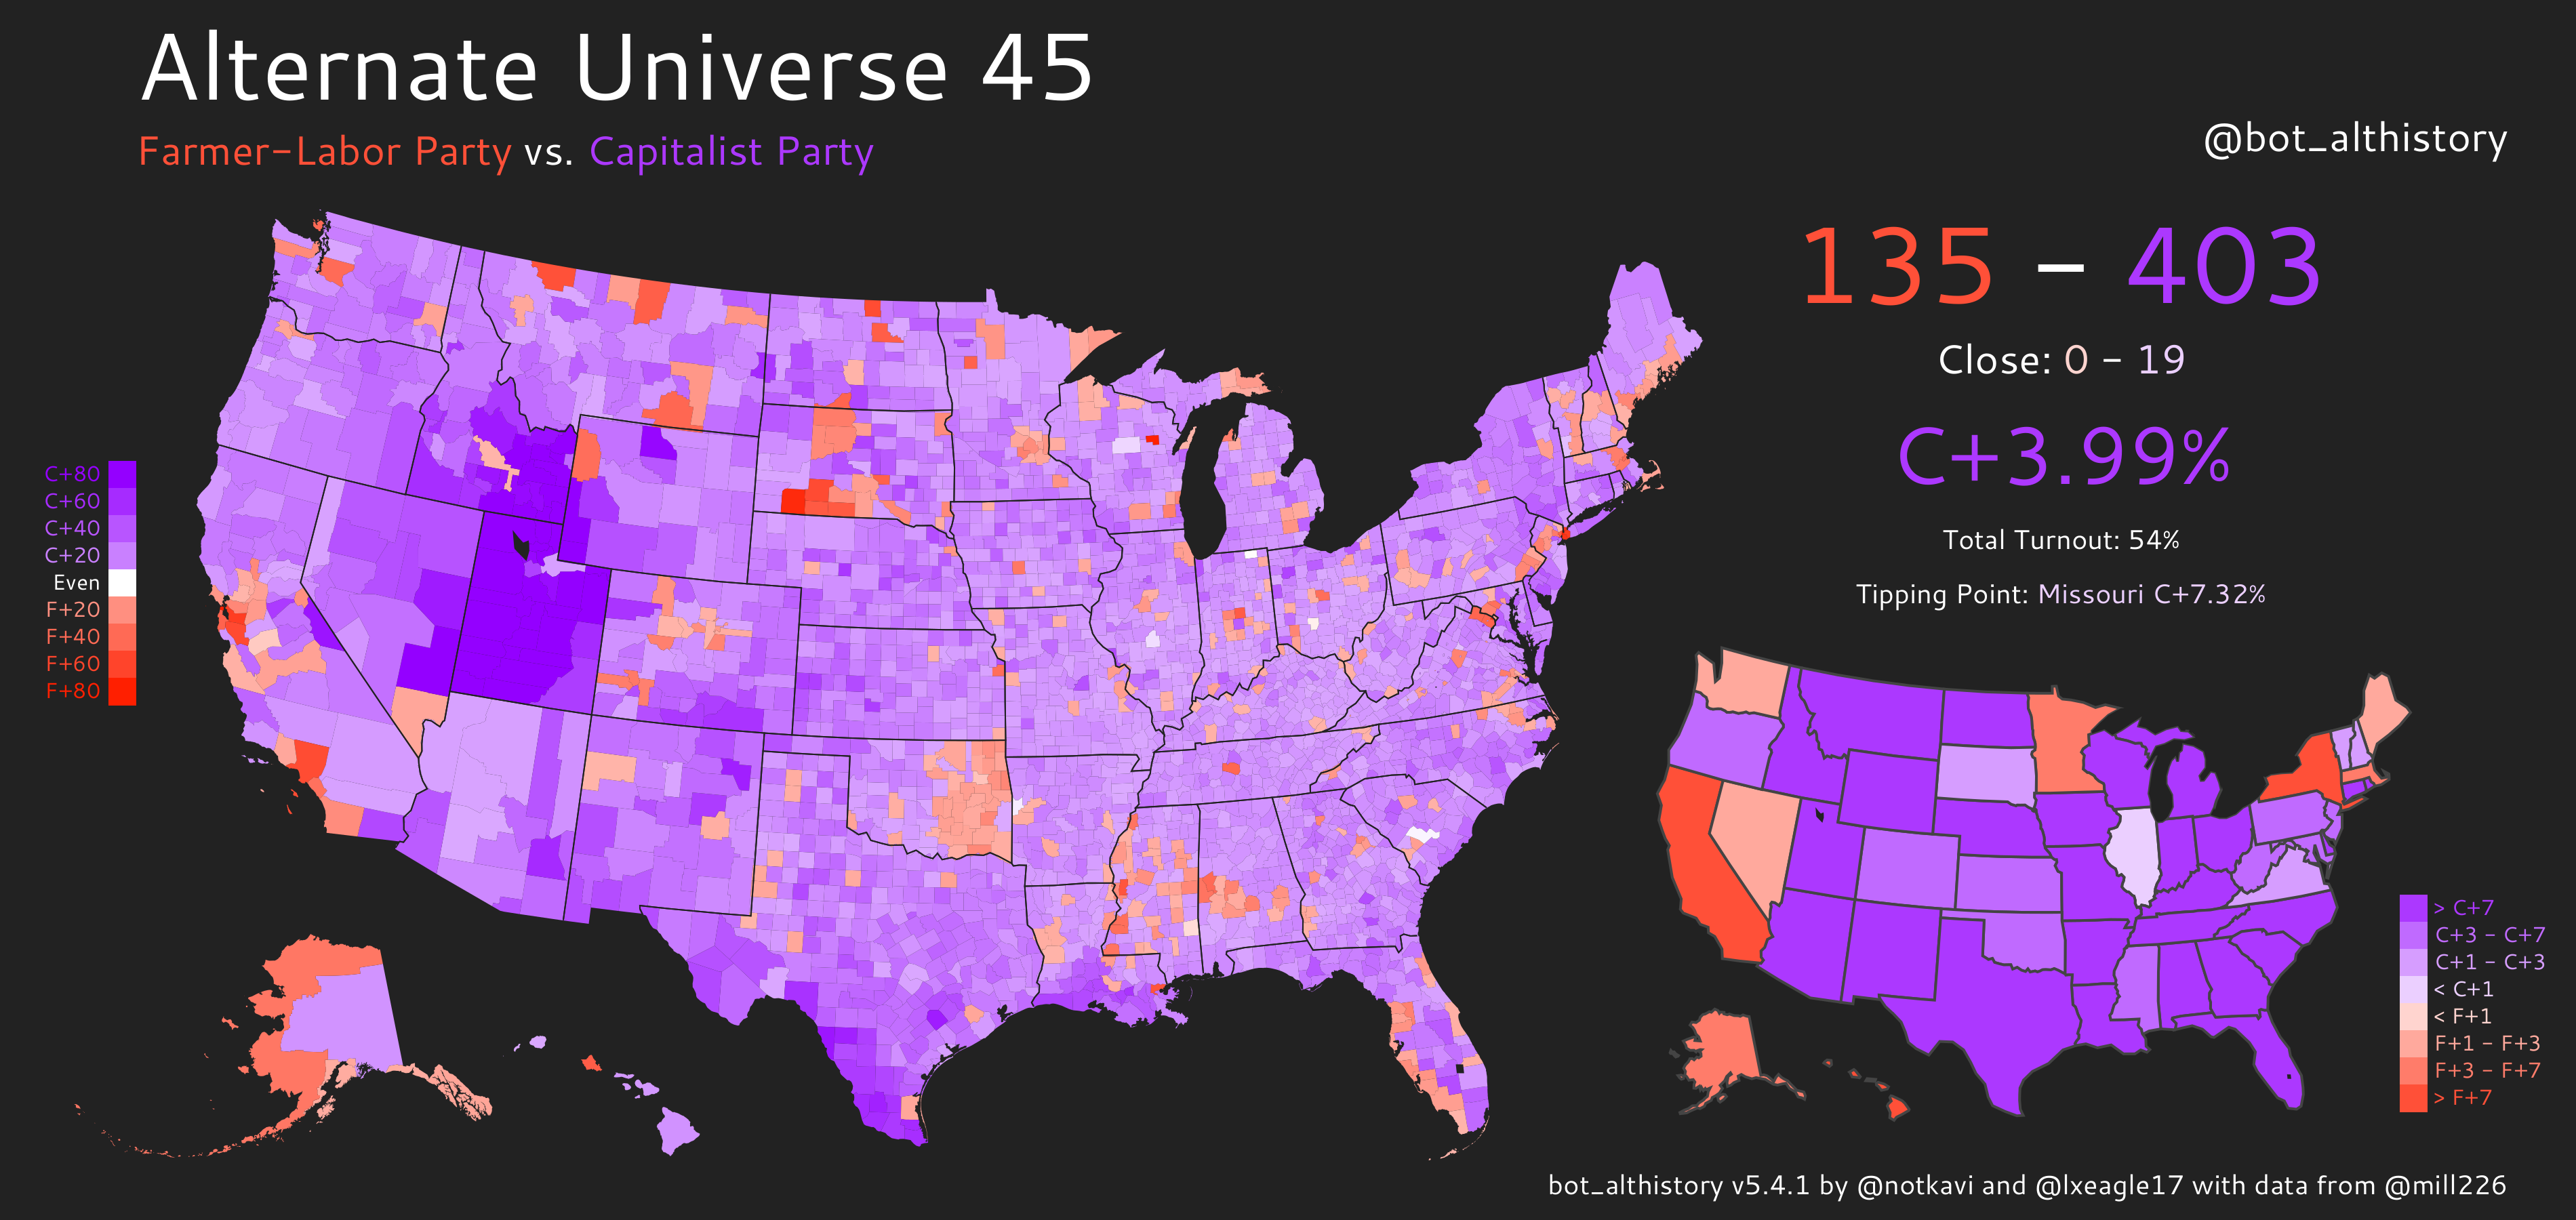 Alternate Universe 45
Farmer-Labor Party vs. Capitalist Party
@bot_althistory
135 – 403
Close: 0 – 19
C+3.99%
Total Turnout: 54%
Tipping Point: Missouri C+7.32%
C+80
C+60
C+40
C+20
Even
F+20
F+40
F+60
F+80
> C+7
C+3 – C+7
C+1 – C+3
< C+1
< F+1
F+1 – F+3
F+3 – F+7
> F+7
bot_althistory v5.4.1 by @notkavi and @lxeagle17 with data from @mill226